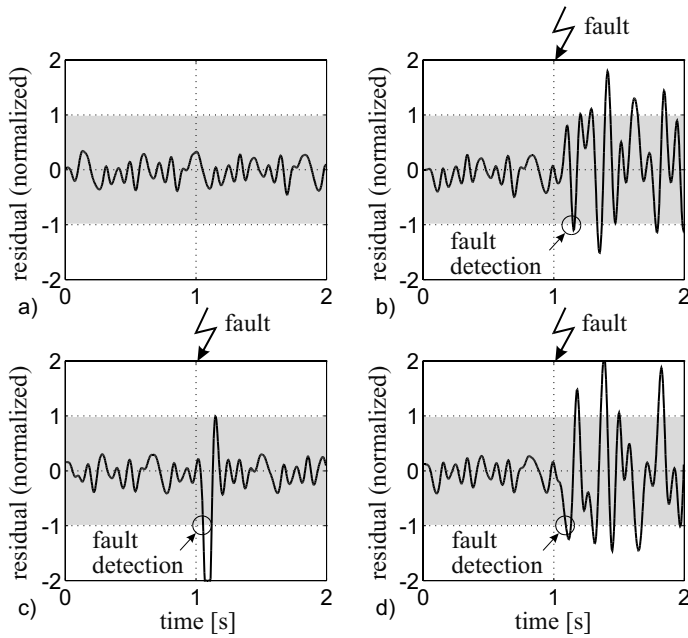 fault
residual (normalized)
2
1
0
-1
-2
0
1
2
a)
fault
residual (normalized)
2
1
0
-1
-2
fault
detection
0
1
2
b)
fault
residual (normalized)
2
1
0
-1
-2
fault
detection
0
1
2
time [s]
c)
residual (normalized)
2
1
0
-1
-2
fault
detection
0
1
2
time [s]
d)